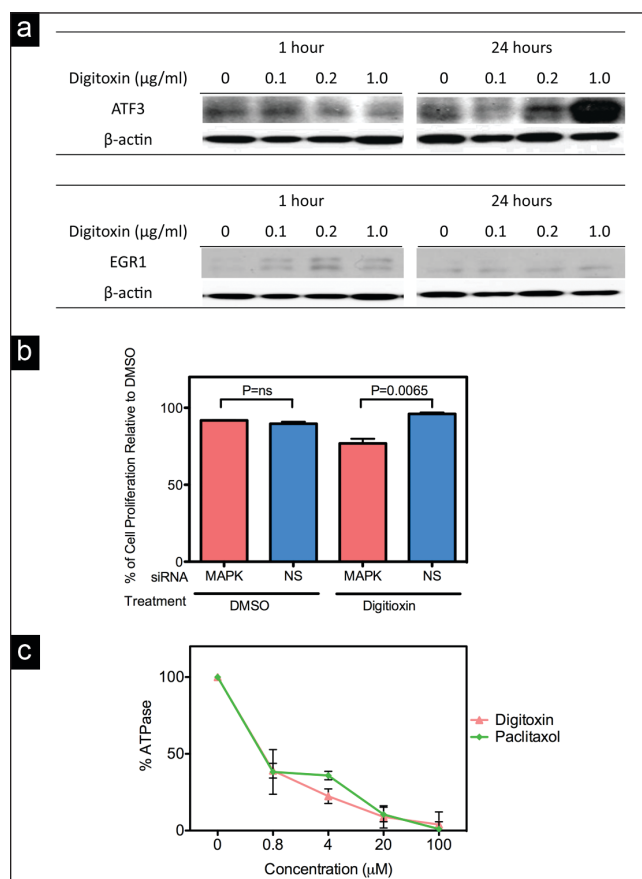 a
1 hour 24 hours
Digitoxin (µg/ml) 0 0.1 0.2 1.0 0 0.1 0.2 1.0
ATF3
β-actin
1 hour 24 hours
Digitoxin (µg/ml) 0 0.1 0.2 1.0 0 0.1 0.2 1.0
EGR1
β-actin
b
% of Cell Proliferation Relative to DMSO
P=ns P=0.0065
100
50
0
siRNA MAPK NS MAPK NS
Treatment DMSO Digitioxin
c
% ATPase
100
50
0
Digitoxin
Paclitaxol
0 0.8 4 20 100
Concentration (µM)